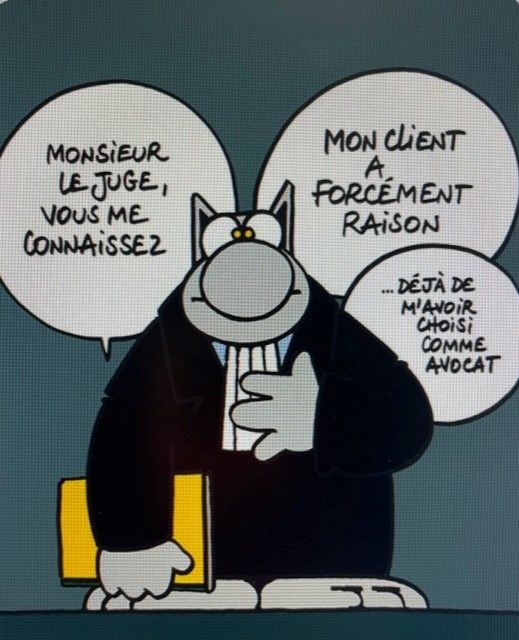 MONSIEUR
LE JUGE,
VOUS ME
CONNAISSEZ
MON CLIENT
A
FORCÉMENT
RAISON
...DÉJÀ DE
M'AVOIR
CHOISI
COMME
AVOCAT